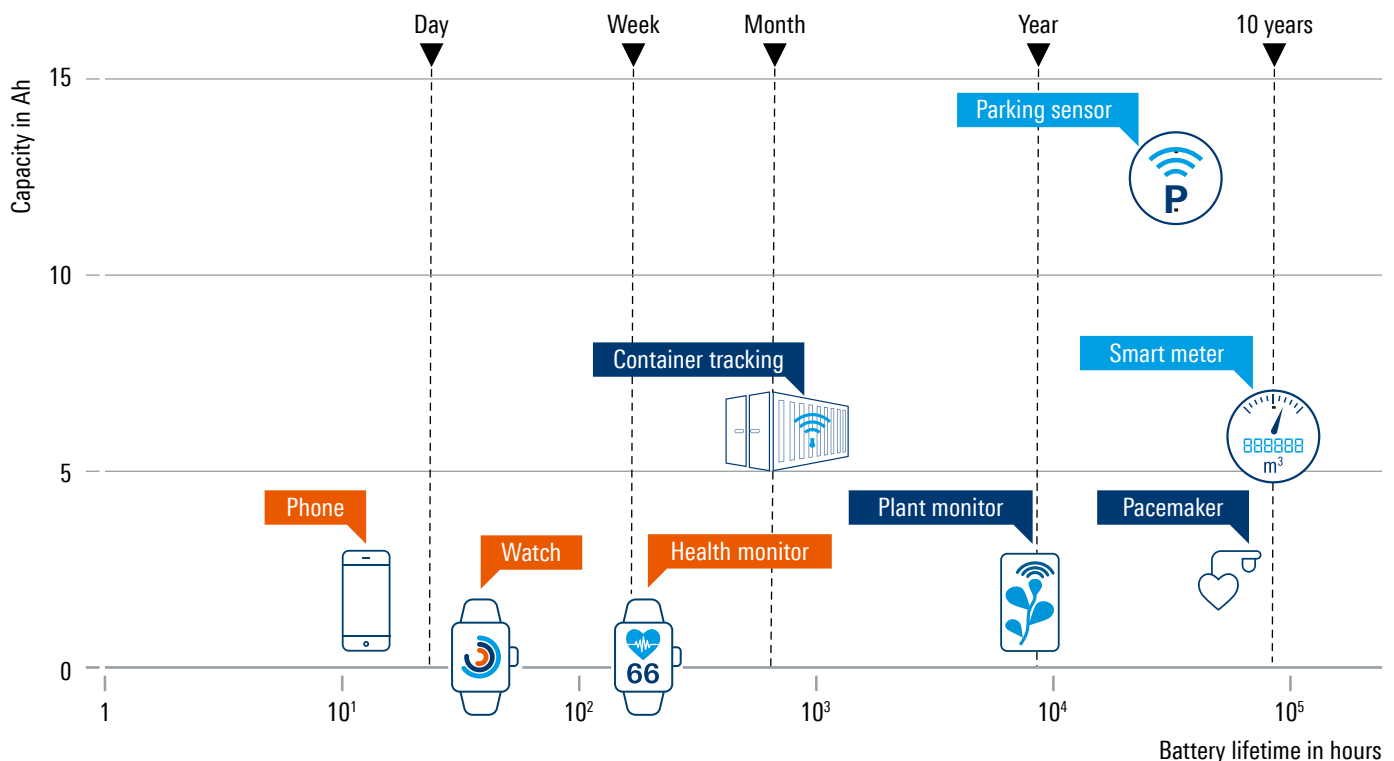 Day
Week
Month
Year
10 years
Capacity in Ah
15
Parking sensor
P
10
Container tracking
Smart meter
888888
m³
5
Phone
Plant monitor
Pacemaker
Watch
Health monitor
66
0
1
10¹
10²
10³
10⁴
10⁵
Battery lifetime in hours